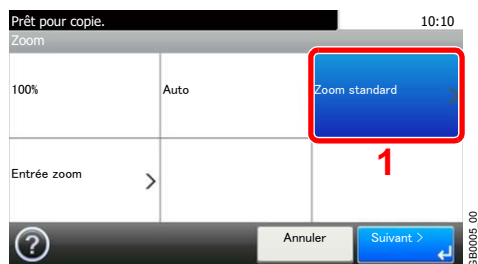 Prêt pour copie. 10:10
Zoom
100% Auto Zoom standard
1
Entrée zoom
? Annuler Suivant >
GB0005_00